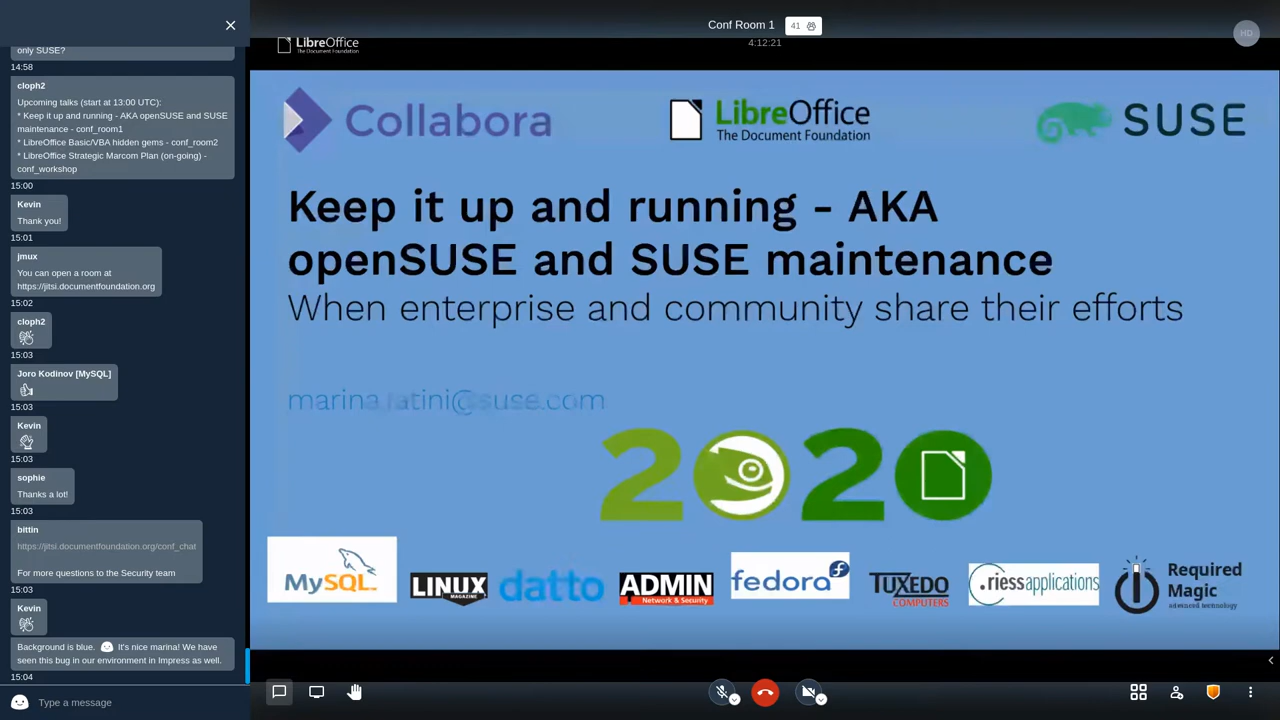 only SUSE?
14:58
cloph2
Upcoming talks (start at 13:00 UTC):
* Keep it up and running - AKA openSUSE and SUSE
maintenance - conf_room1
* LibreOffice Basic/VBA hidden gems - conf_room2
* LibreOffice Strategic Marcom Plan (on-going) -
conf_workshop
15:00
Kevin
Thank you!
15:01
jmux
You can open a room at
https://jitsi.documentfoundation.org
15:02
cloph2
15:03
Joro Kodinov [MySQL]
15:03
Kevin
15:03
sophie
Thanks a lot!
15:03
bittin
https://jitsi.documentfoundation.org/conf_chat
For more questions to the Security team
15:03
Kevin
Background is blue. It's nice marina! We have
seen this bug in our environment in Impress as well.
15:04
Type a message
Conf Room 1
41
4:12:21
HD
LibreOffice
The Document Foundation
Collabora
LibreOffice
The Document Foundation
SUSE
Keep it up and running - AKA
openSUSE and SUSE maintenance
When enterprise and community share their efforts
marina.latini@suse.com
2020
MySQL
LINUX
MAGAZINE
datto
ADMIN
Network & Security
fedora
TUXEDO
COMPUTERS
.riessapplications
Required
Magic
advanced technology